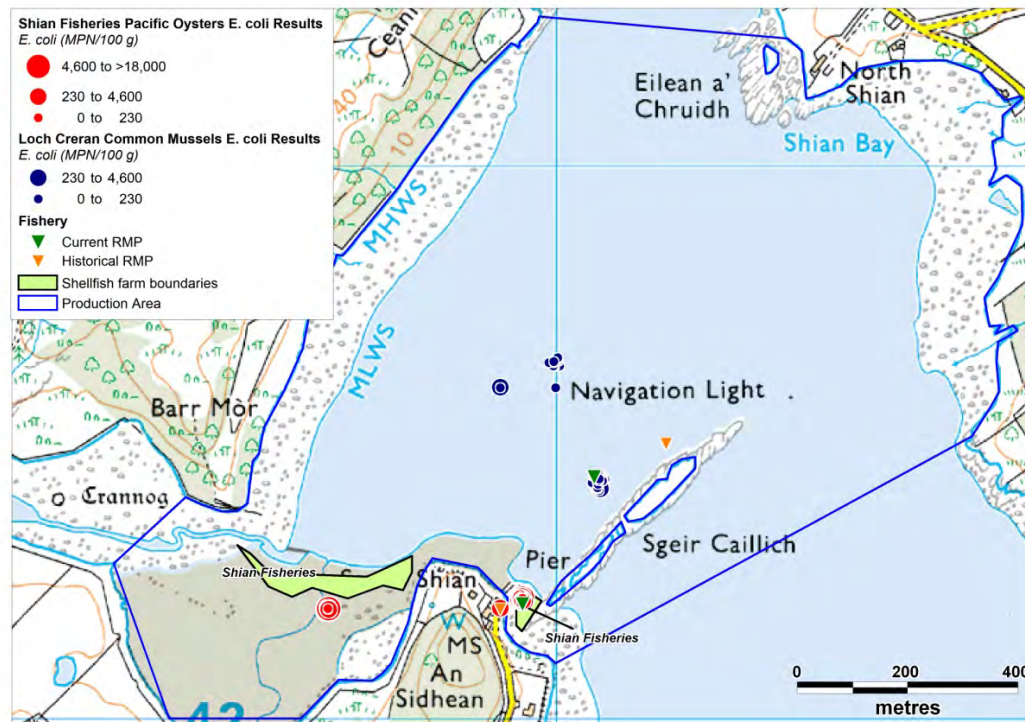 Shian Fisheries Pacific Oysters E. coli Results
E. coli (MPN/100 g)
4,600 to >18,000
230 to 4,600
0 to 230
Loch Creran Common Mussels E. coli Results
E. coli (MPN/100 g)
230 to 4,600
0 to 230
Fishery
Current RMP
Historical RMP
Shellfish farm boundaries
Production Area
Ceann
40
10
MHWS
MLWS
Eilean a'
Chruidh
North
Shian
Shian Bay
Navigation Light
Barr Mòr
Crannog
Sgeir Caillich
Pier
Shian Fisheries
S
Shian
Shian Fisheries
W
MS
An
Sidhean
42
0 200 400
metres